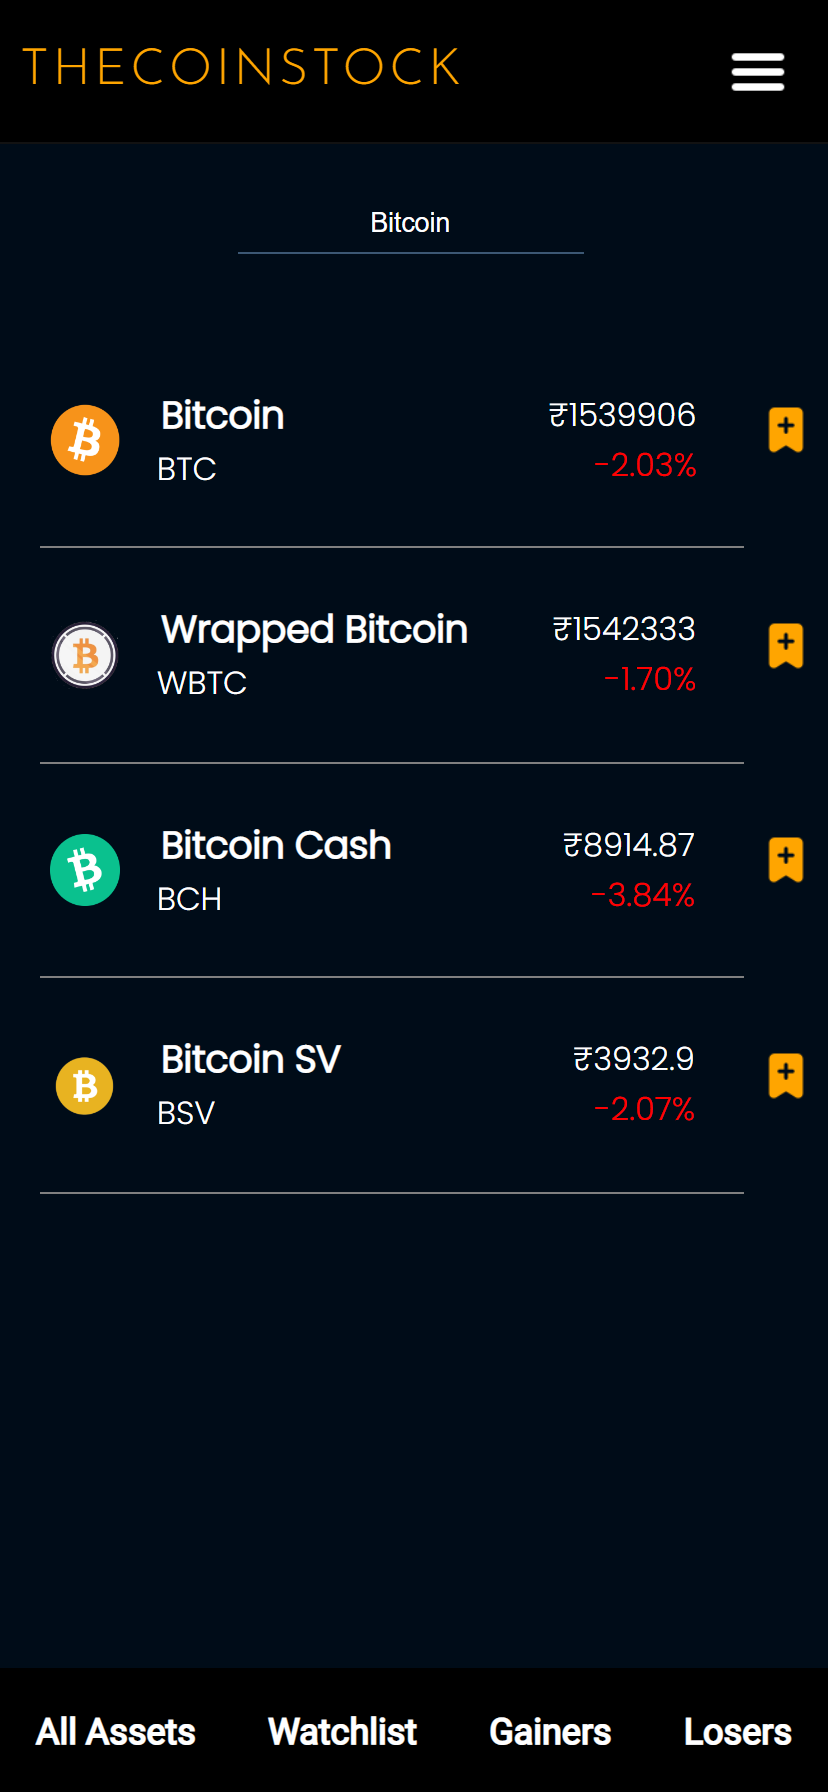 THECOINSTOCK
Bitcoin
Bitcoin ₹1539906
BTC -2.03%
Wrapped Bitcoin ₹1542333
WBTC -1.70%
Bitcoin Cash ₹8914.87
BCH -3.84%
Bitcoin SV ₹3932.9
BSV -2.07%
All Assets Watchlist Gainers Losers